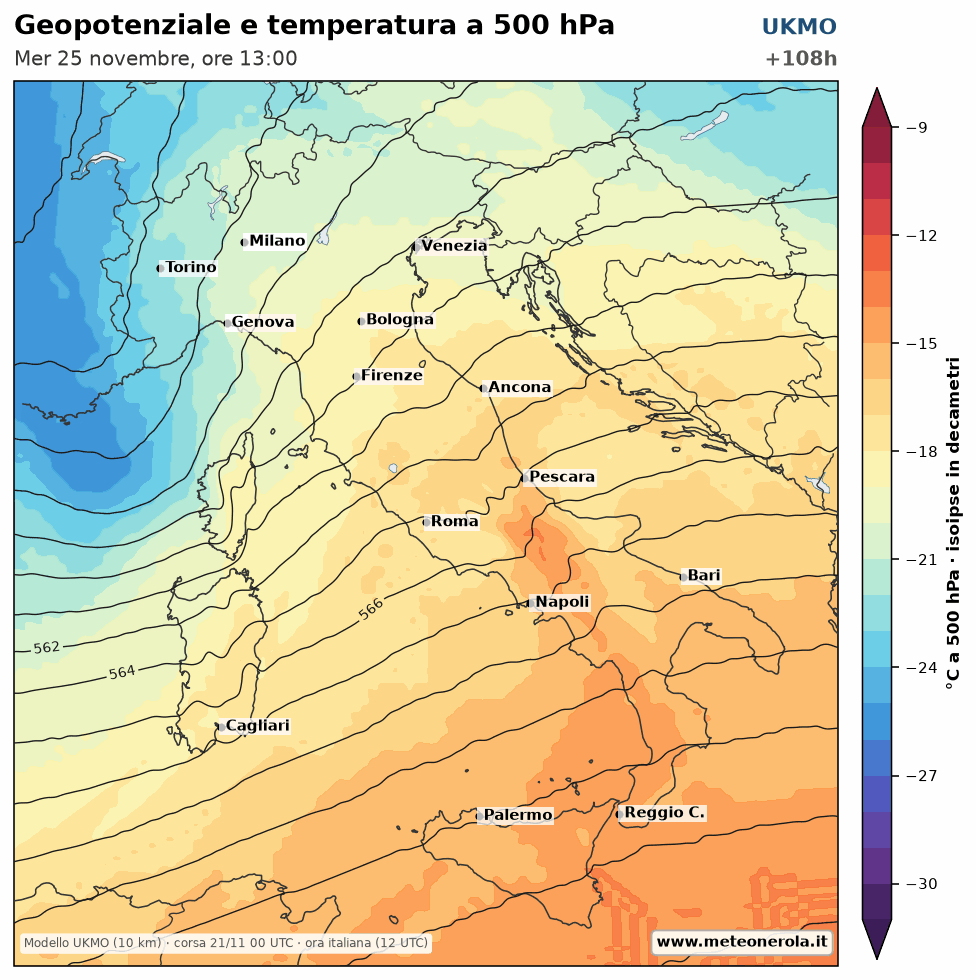 Geopotenziale e temperatura a 500 hPa
UKMO
Mer 25 novembre, ore 13:00
+108h
−9
−12
−15
−18
−21
−24
−27
−30
°C a 500 hPa · isoipse in decametri
Milano
Venezia
Torino
Genova
Bologna
Firenze
Ancona
Pescara
Roma
Bari
Napoli
566
562
564
Cagliari
Palermo
Reggio C.
Modello UKMO (10 km) · corsa 21/11 00 UTC · ora italiana (12 UTC)
www.meteonerola.it